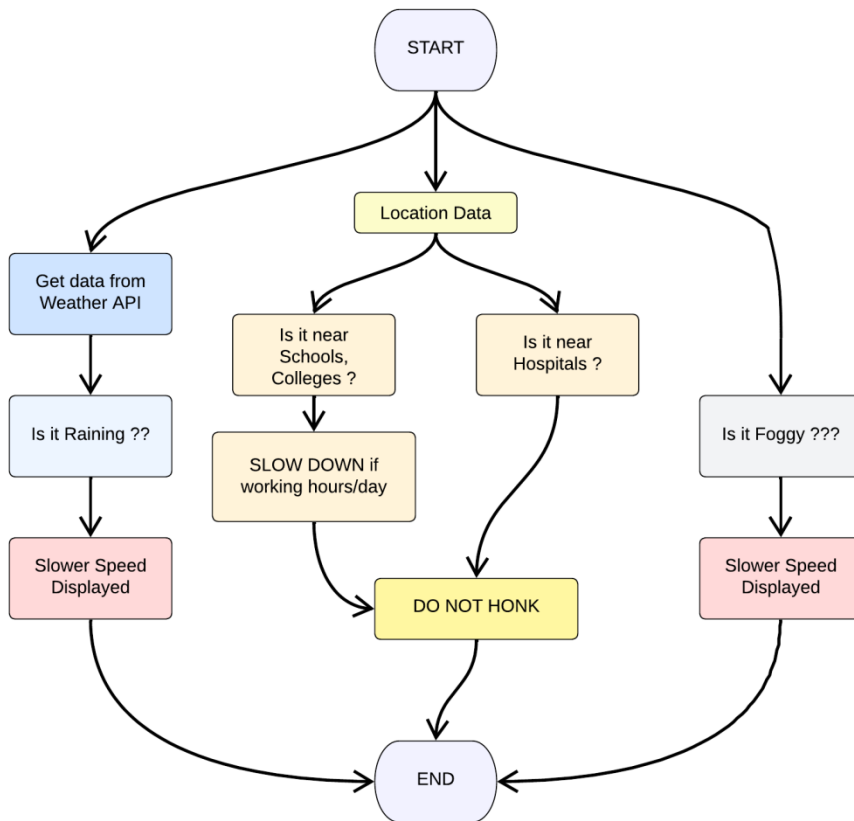 START
Location Data
Get data from
Weather API
Is it near
Schools,
Colleges ?
Is it near
Hospitals ?
Is it Raining ??
SLOW DOWN if
working hours/day
Is it Foggy ???
Slower Speed
Displayed
DO NOT HONK
Slower Speed
Displayed
END